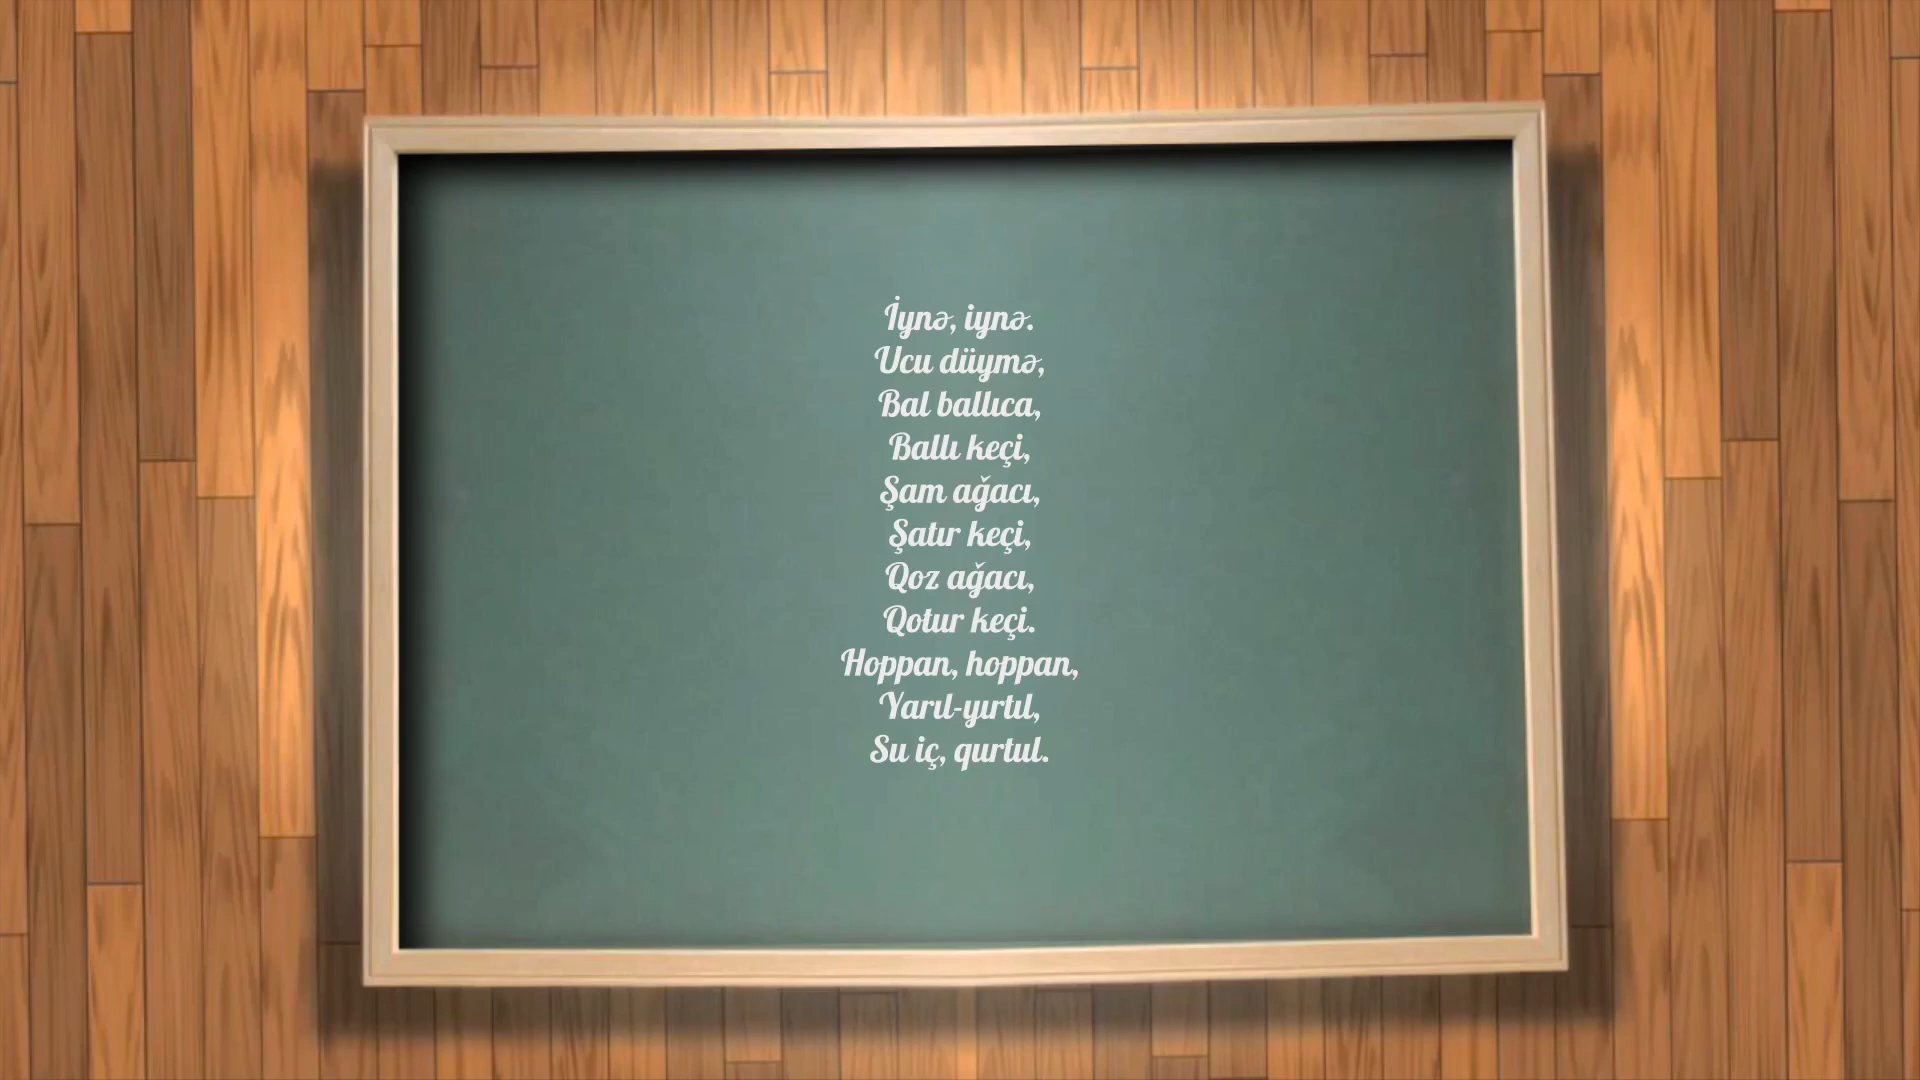 İynə, iynə.
Ucu düymə,
Bal ballıca,
Ballı keçi,
Şam ağacı,
Şatır keçi,
Qoz ağacı,
Qotur keçi.
Hoppan, hoppan,
Yarıl-yırtıl,
Su iç, qurtul.